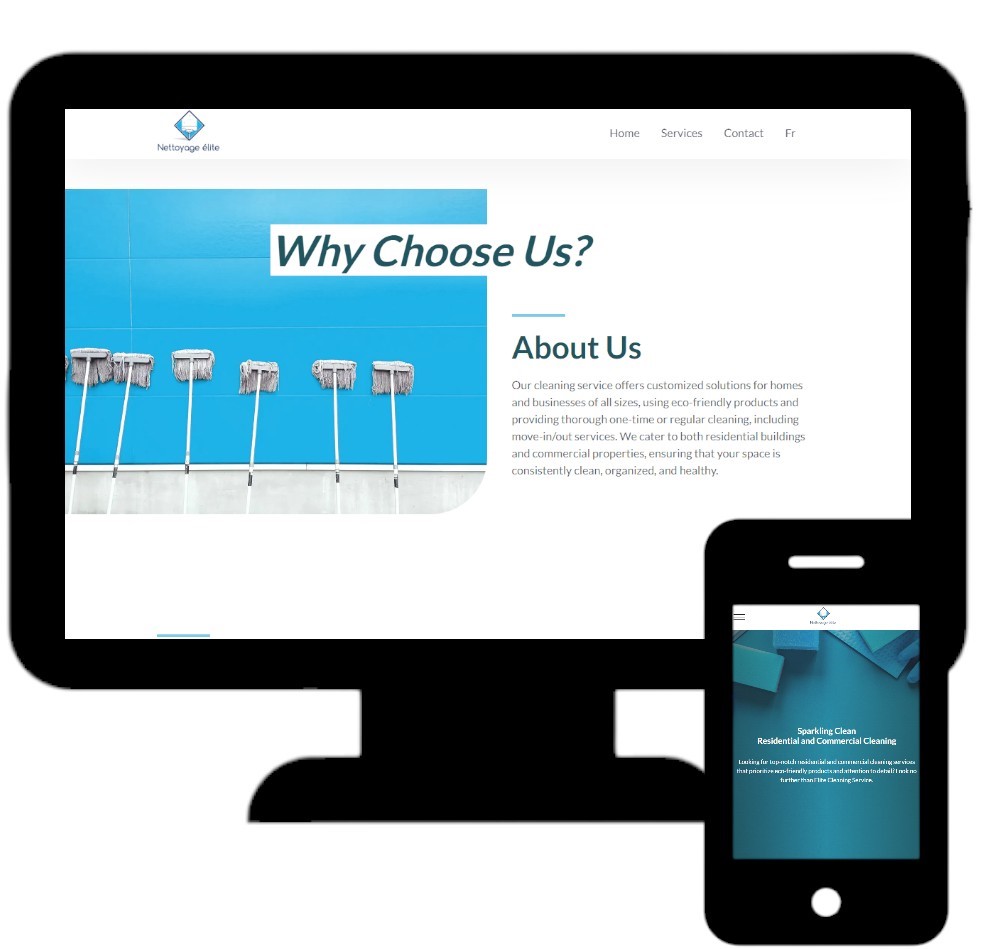 Nettoyage élite
Home Services Contact Fr
Why Choose Us?
About Us
Our cleaning service offers customized solutions for homes
and businesses of all sizes, using eco-friendly products and
providing thorough one-time or regular cleaning, including
move-in/out services. We cater to both residential buildings
and commercial properties, ensuring that your space is
consistently clean, organized, and healthy.
Nettoyage élite
Sparkling Clean
Residential and Commercial Cleaning
Looking for top-notch residential and commercial cleaning services
that prioritize eco-friendly products and attention to detail? Look no
further than Elite Cleaning Service.